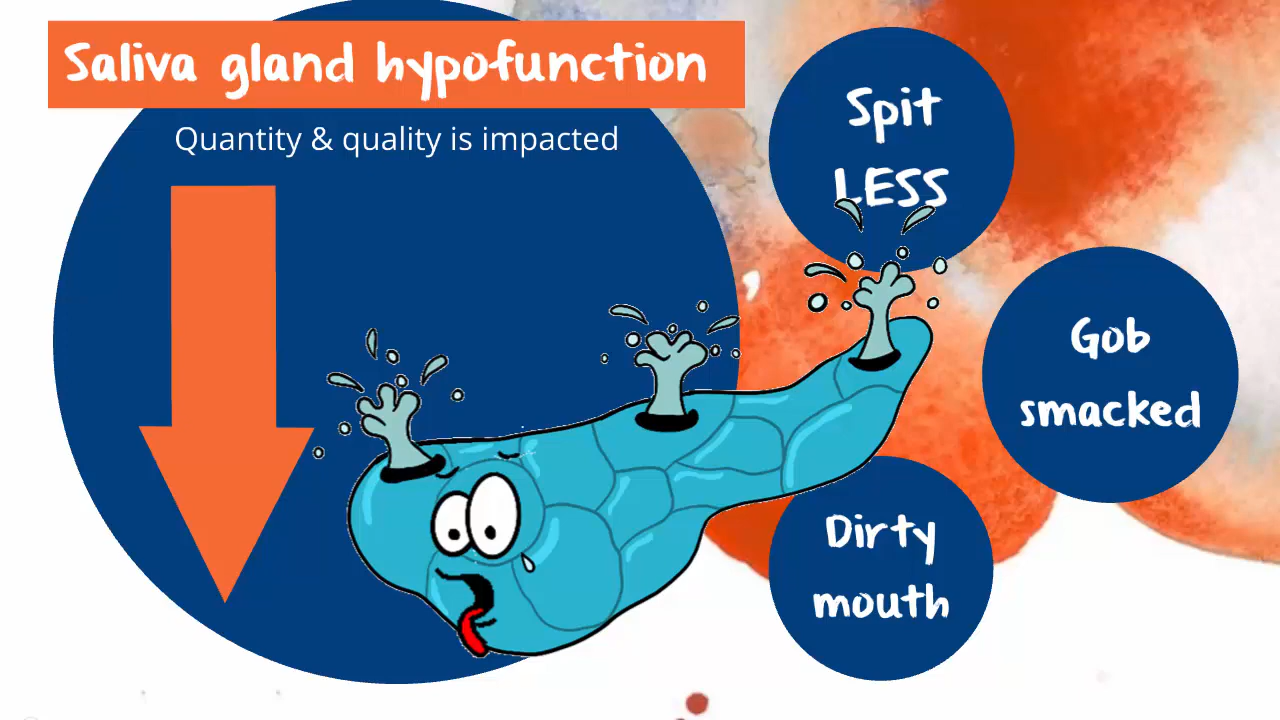 Saliva gland hypofunction
Quantity & quality is impacted
Spit
LESS
Gob
smacked
Dirty
mouth